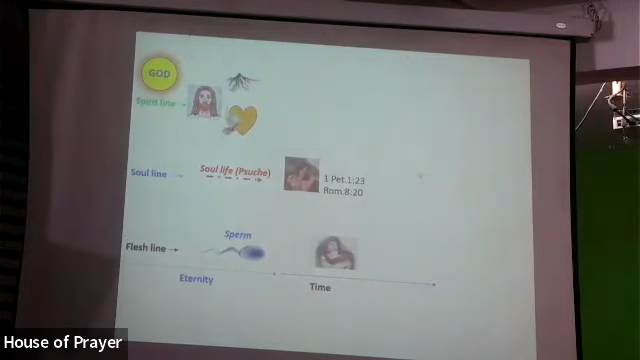 GOD
Spirit line
Soul line
Soul life (Psuche)
1 Pet.1:23
Rom.8:20
Sperm
Flesh line
Eternity
Time
House of Prayer